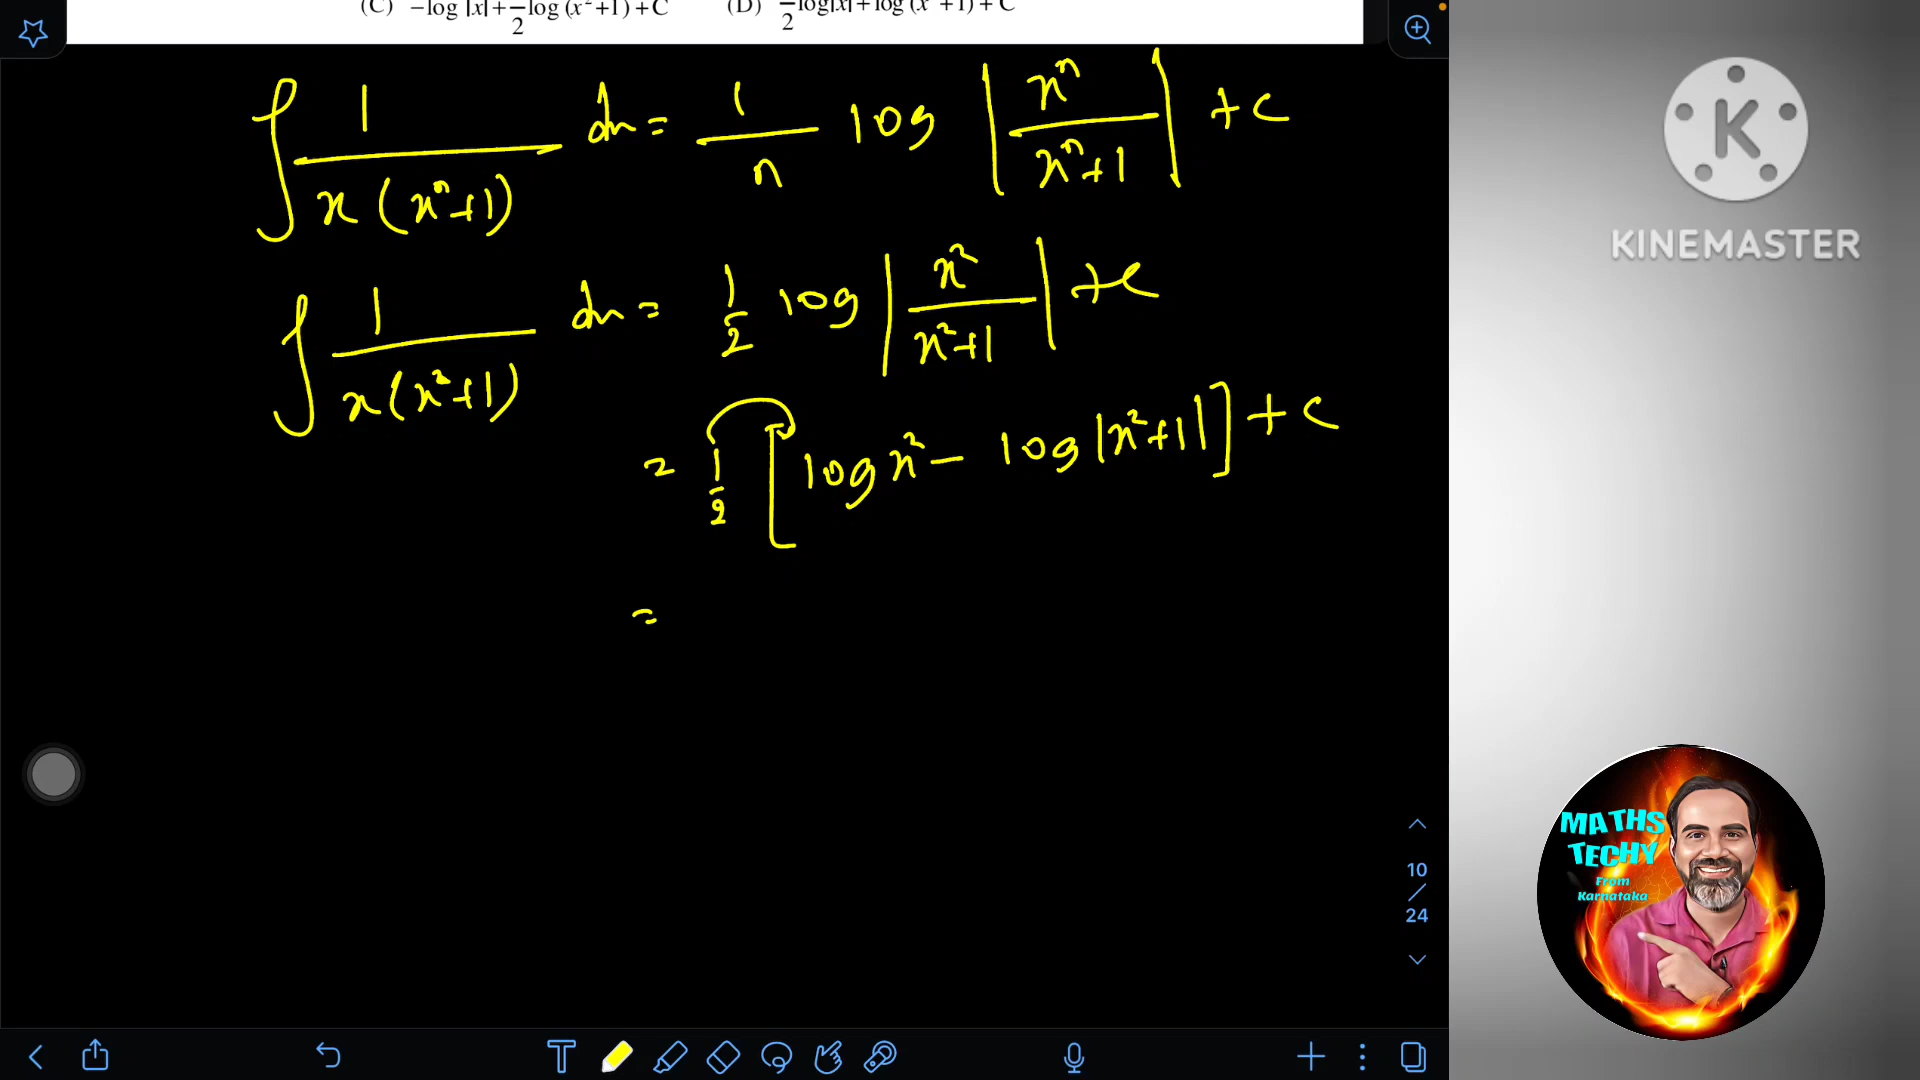 (C) −log |x| + 1/2 log (x²+1) + C (D) 1/2 log|x| + log (x²+1) + C
∫ 1/(x(xⁿ+1)) dx = 1/n log |xⁿ/(xⁿ+1)| + c
KINEMASTER
∫ 1/(x(x²+1)) dx = 1/2 log |x²/(x²+1)| + c
= 1/2 [log x² − log |x²+1|] + c
=
MATHS
TECHY
From
Karnataka
10
/
24
T